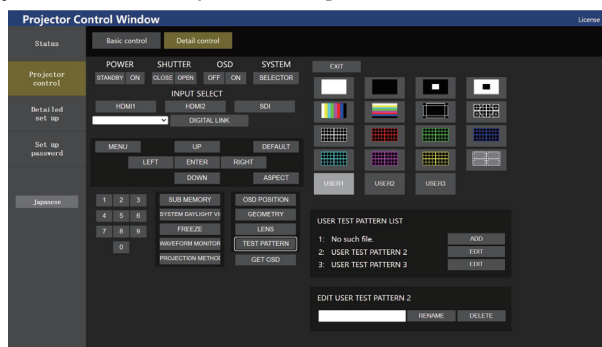 Projector Control Window
License
Status
Projector control
Detailed set up
Set up password
Japanese
Basic control
Detail control
POWER SHUTTER OSD SYSTEM
STANDBY ON CLOSE OPEN OFF ON SELECTOR
INPUT SELECT
HDMI1 HDMI2 SDI
DIGITAL LINK
MENU UP DEFAULT
LEFT ENTER RIGHT
DOWN ASPECT
1 2 3
4 5 6
7 8 9
0
SUB MEMORY
SYSTEM DAYLIGHT VI
FREEZE
WAVEFORM MONITOR
PROJECTION METHOD
OSD POSITION
GEOMETRY
LENS
TEST PATTERN
GET OSD
EXIT
USER1 USER2 USER3
USER TEST PATTERN LIST
1: No such file. ADD
2: USER TEST PATTERN 2 EDIT
3: USER TEST PATTERN 3 EDIT
EDIT USER TEST PATTERN 2
RENAME DELETE